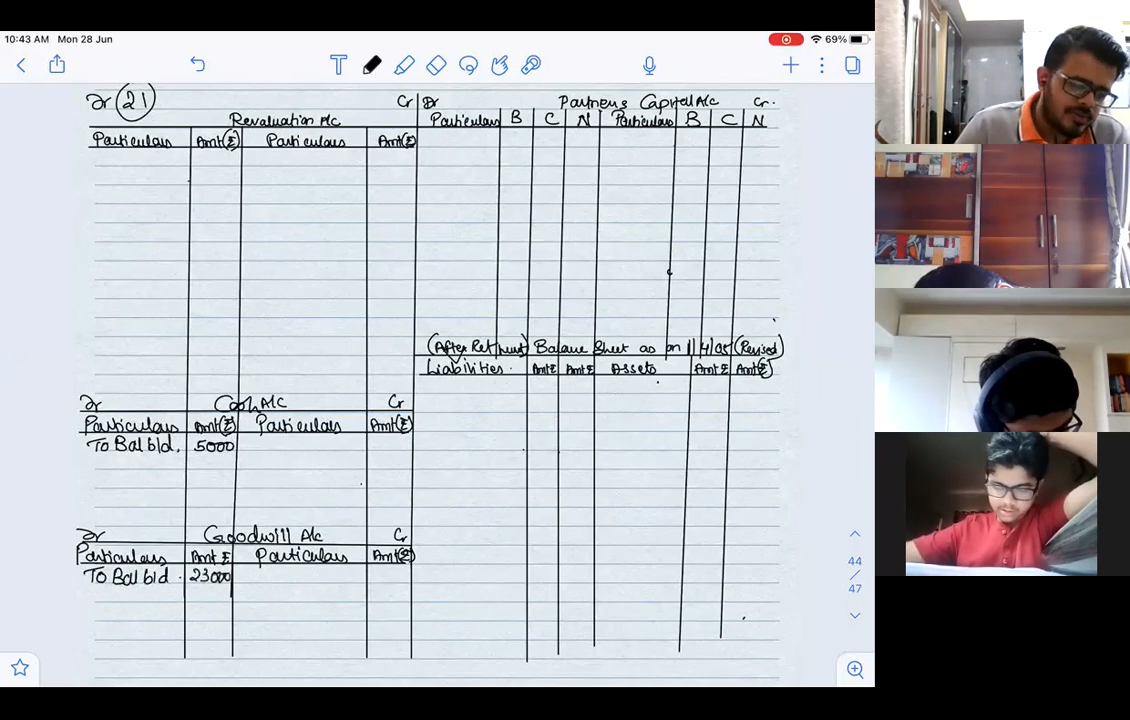 10:43 AM Mon 28 Jun
69%
Dr (21) Cr
Revaluation A/c
Particulars Amt(₹) Particulars Amt(₹)
Dr Partners Capital A/c Cr.
Particulars B C N Particulars B C N
(After Retirement) Balance Sheet as on 1/4/05 (Revised)
Liabilities. Amt₹ Amt₹ Assets Amt₹ Amt(₹)
Dr Cash A/c Cr
Particulars Amt(₹) Particulars Amt(₹)
To Bal b/d. 5000
Dr Goodwill A/c Cr
Particulars Amt ₹ Particulars Amt(₹)
To Bal b/d. 23000
44
/
47